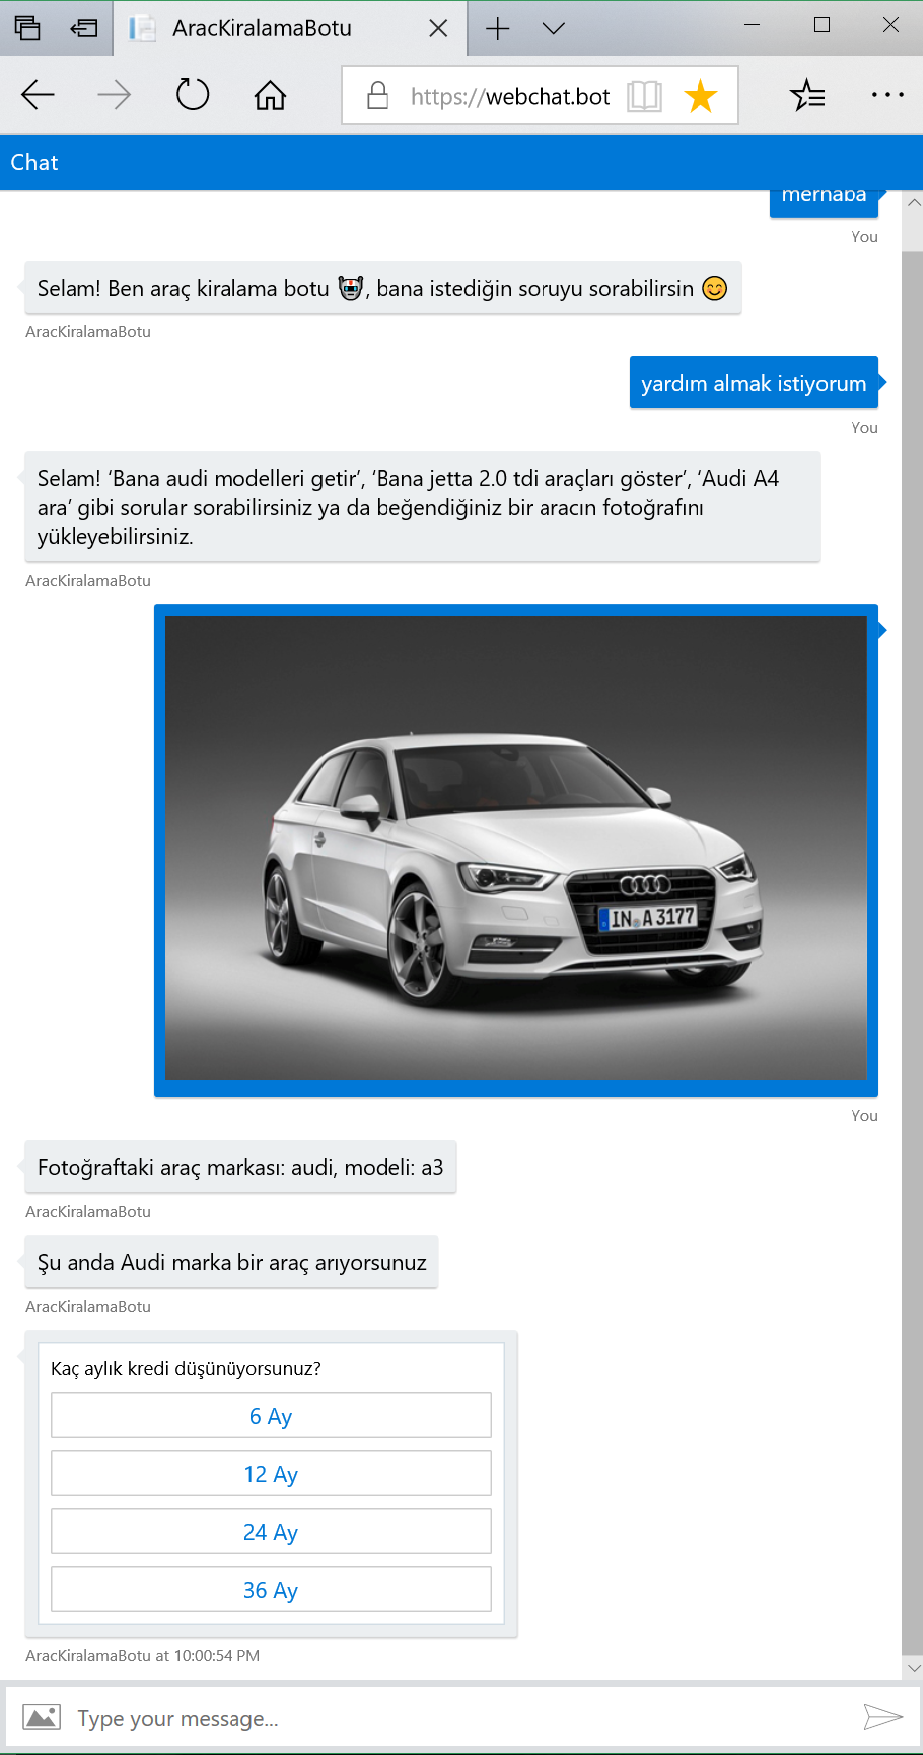 AracKiralamaBotu
https://webchat.bot
Chat
merhaba
You
Selam! Ben araç kiralama botu 🤖, bana istediğin soruyu sorabilirsin 😊
AracKiralamaBotu
yardım almak istiyorum
You
Selam! ‘Bana audi modelleri getir’, ‘Bana jetta 2.0 tdi araçları göster’, ‘Audi A4
ara’ gibi sorular sorabilirsiniz ya da beğendiğiniz bir aracın fotoğrafını
yükleyebilirsiniz.
AracKiralamaBotu
IN A 3177
You
Fotoğraftaki araç markası: audi, modeli: a3
AracKiralamaBotu
Şu anda Audi marka bir araç arıyorsunuz
AracKiralamaBotu
Kaç aylık kredi düşünüyorsunuz?
6 Ay
12 Ay
24 Ay
36 Ay
AracKiralamaBotu at 10:00:54 PM
Type your message...